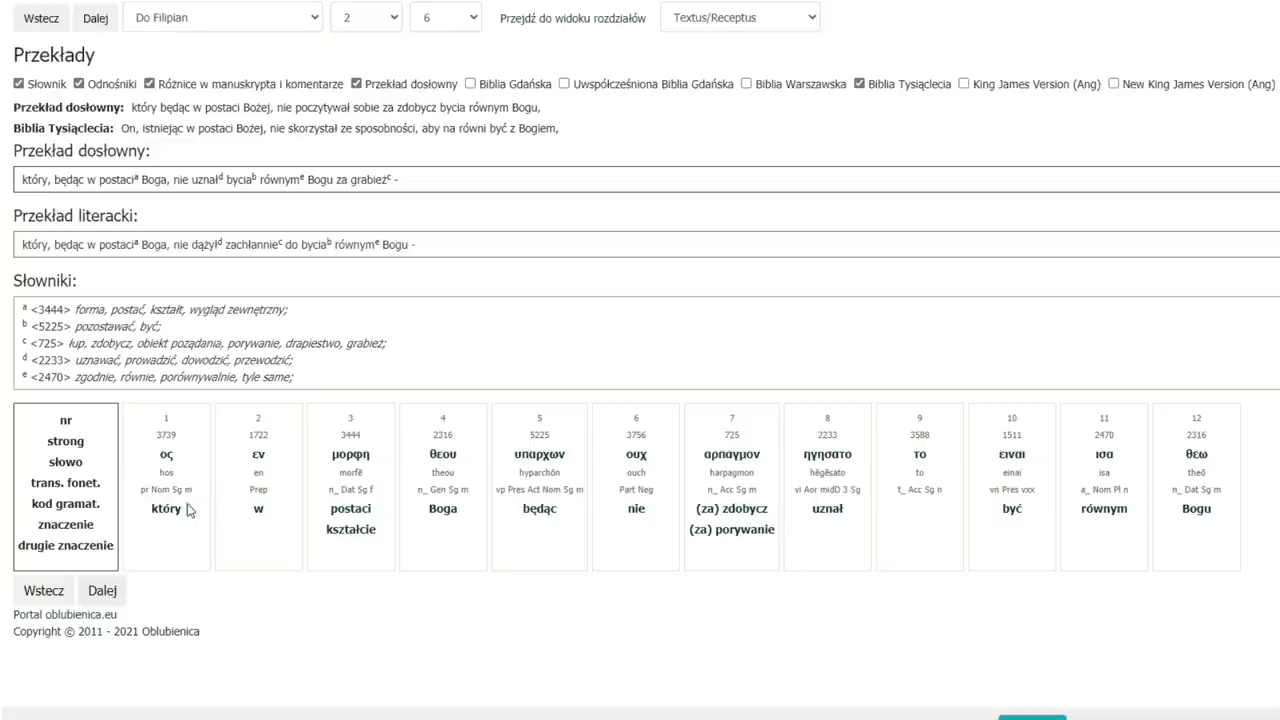 Wstecz Dalej Do Filipian 2 6 Przejdź do widoku rozdziałów Textus/Receptus
Przekłady
Słownik Odnośniki Różnice w manuskrypta i komentarze Przekład dosłowny Biblia Gdańska Uwspółcześniona Biblia Gdańska Biblia Warszawska Biblia Tysiąclecia King James Version (Ang) New King James Version (Ang)
Przekład dosłowny: który będąc w postaci Bożej, nie poczytywał sobie za zdobycz bycia równym Bogu,
Biblia Tysiąclecia: On, istniejąc w postaci Bożej, nie skorzystał ze sposobności, aby na równi być z Bogiem,
Przekład dosłowny:
który, będąc w postaciᵃ Boga, nie uznałᵈ byciaᵇ równymᵉ Bogu za grabieżᶜ -
Przekład literacki:
który, będąc w postaciᵃ Boga, nie dążyłᵈ zachłannieᶜ do byciaᵇ równymᵉ Bogu -
Słowniki:
ᵃ <3444> forma, postać, kształt, wygląd zewnętrzny;
ᵇ <5225> pozostawać, być;
ᶜ <725> łup, zdobycz, obiekt pożądania, porywanie, drapiestwo, grabież;
ᵈ <2233> uznawać, prowadzić, dowodzić, przewodzić;
ᵉ <2470> zgodnie, równie, porównywalnie, tyle same;
nr 1 2 3 4 5 6 7 8 9 10 11 12
strong 3739 1722 3444 2316 5225 3756 725 2233 3588 1511 2470 2316
słowo ος εν μορφη θεου υπαρχων ουχ αρπαγμον ηγησατο το ειναι ισα θεω
trans. fonet. hos en morfē theou hyparchōn ouch harpagmon hēgēsato to einai isa theō
kod gramat. pr Nom Sg m Prep n_ Dat Sg f n_ Gen Sg m vp Pres Act Nom Sg m Part Neg n_ Acc Sg m vi Aor midD 3 Sg t_ Acc Sg n vn Pres vxx a_ Nom Pl n n_ Dat Sg m
znaczenie który w postaci Boga będąc nie (za) zdobycz uznał być równym Bogu
drugie znaczenie kształcie (za) porywanie
Wstecz Dalej
Portal oblubienica.eu
Copyright © 2011 - 2021 Oblubienica